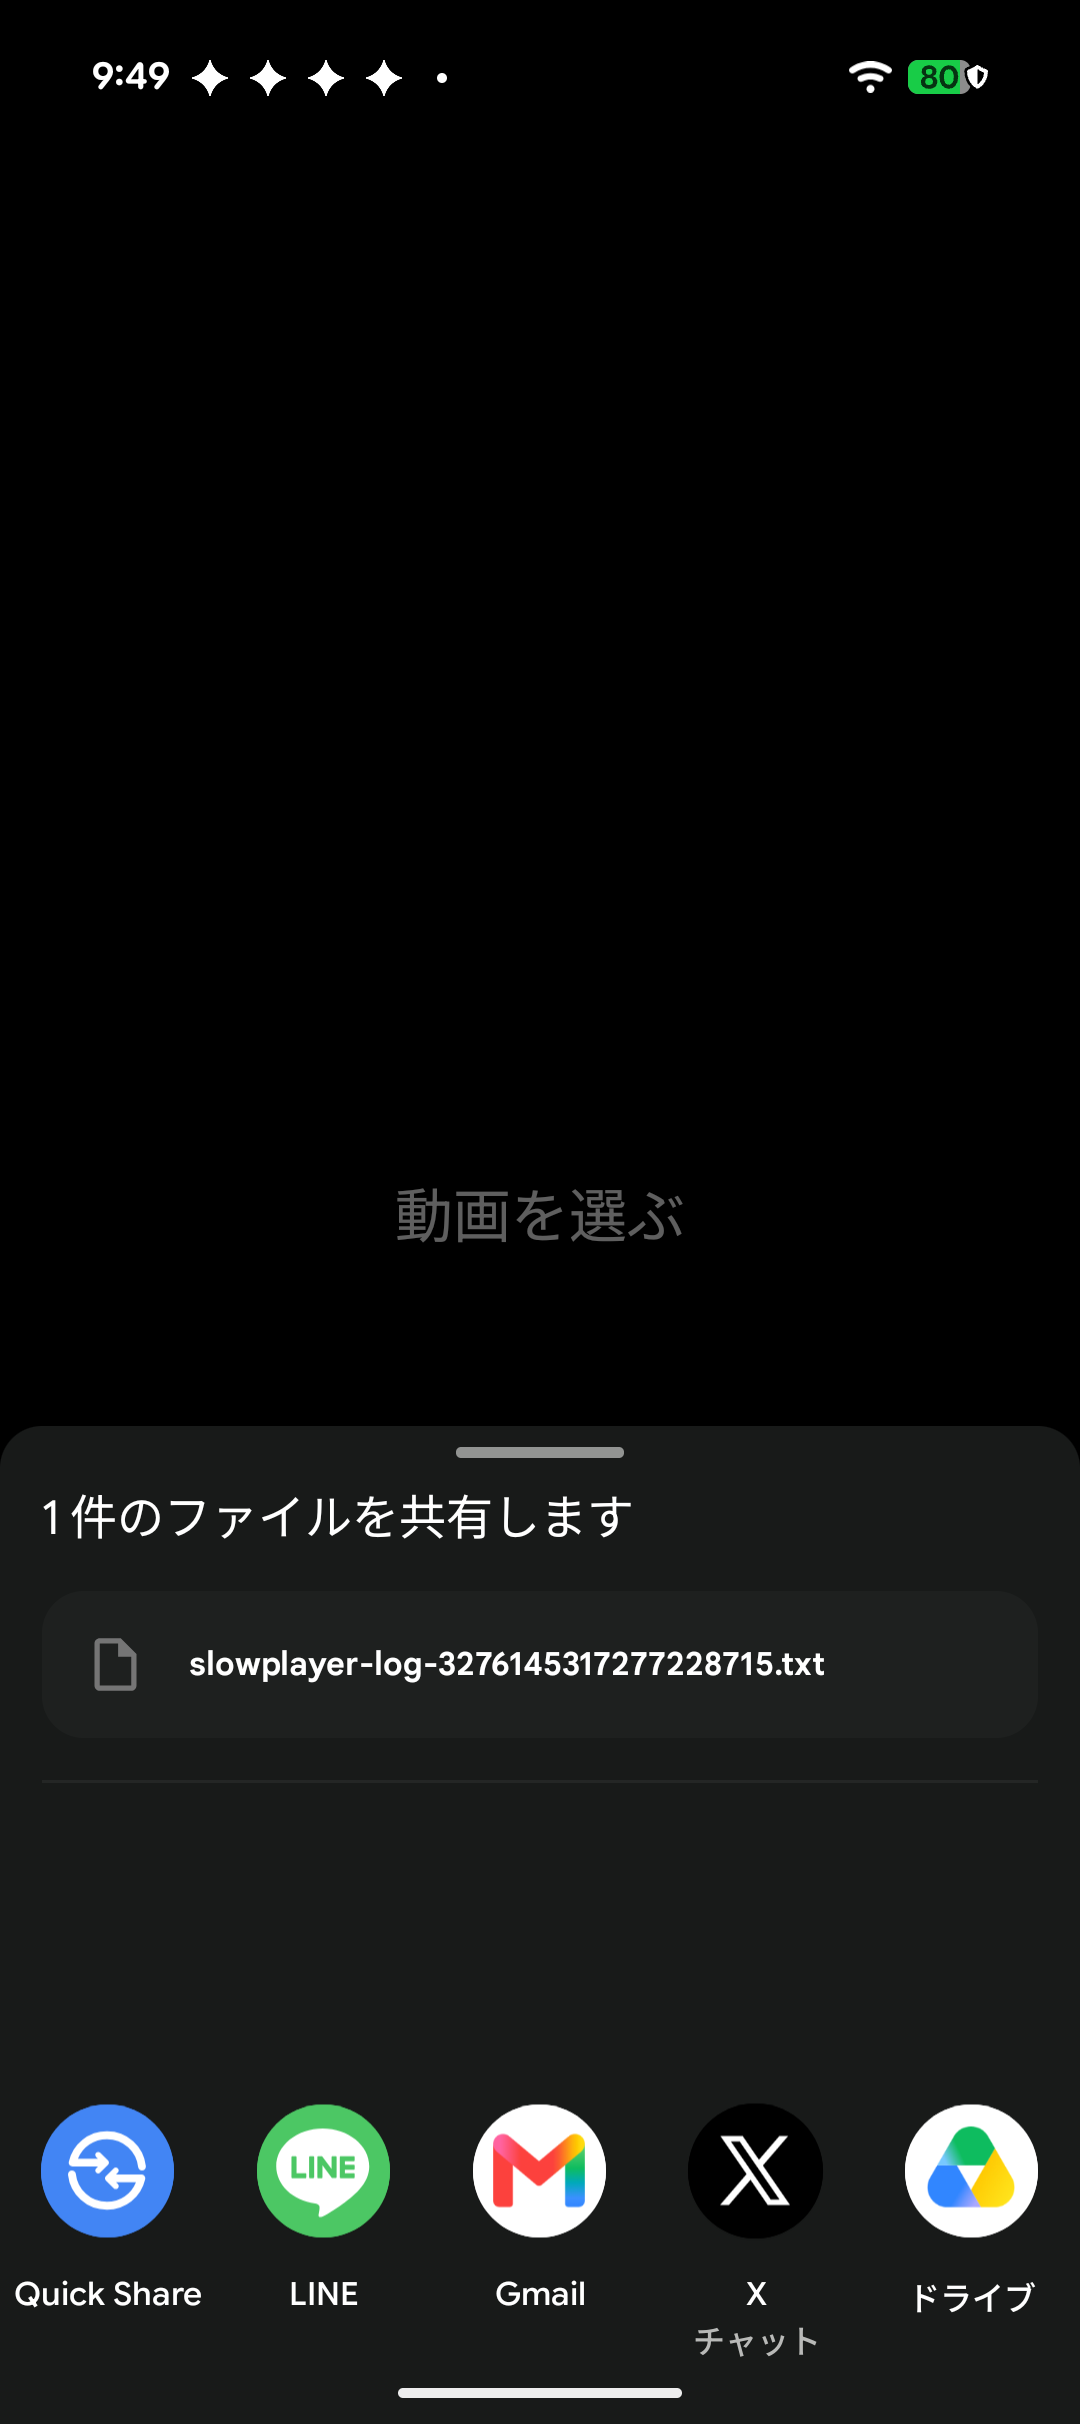 9:49
80
動画を選ぶ
1 件のファイルを共有します
slowplayer-log-3276145317277228715.txt
LINE
Quick Share
LINE
Gmail
X
ドライブ
チャット